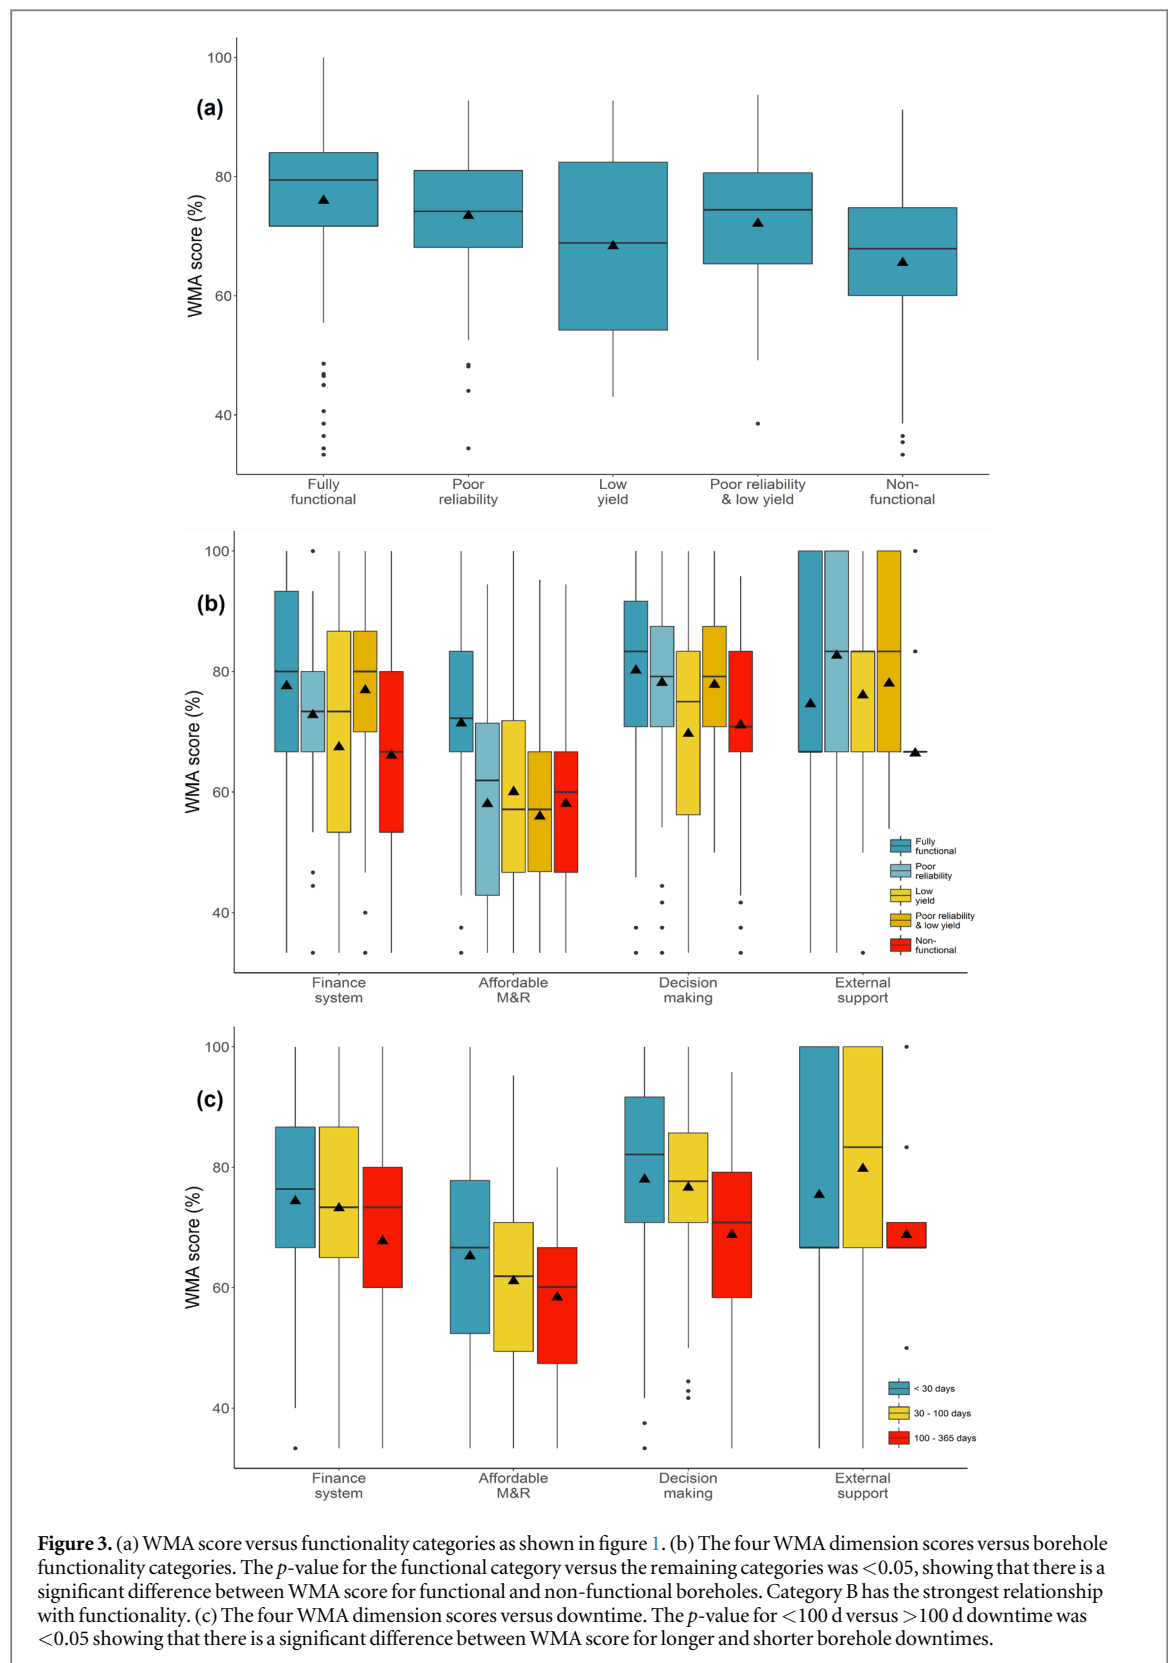 100
(a)
80
WMA score (%)
60
40
Fully
functional
Poor
reliability
Low
yield
Poor reliability
& low yield
Non-
functional
100
(b)
80
WMA score (%)
60
40
Fully
functional
Poor
reliability
Low
yield
Poor reliability
& low yield
Non-
functional
Finance
system
Affordable
M&R
Decision
making
External
support
100
(c)
80
WMA score (%)
60
40
< 30 days
30 - 100 days
100 - 365 days
Finance
system
Affordable
M&R
Decision
making
External
support
Figure 3. (a) WMA score versus functionality categories as shown in figure 1. (b) The four WMA dimension scores versus borehole
functionality categories. The p-value for the functional category versus the remaining categories was <0.05, showing that there is a
significant difference between WMA score for functional and non-functional boreholes. Category B has the strongest relationship
with functionality. (c) The four WMA dimension scores versus downtime. The p-value for <100 d versus >100 d downtime was
<0.05 showing that there is a significant difference between WMA score for longer and shorter borehole downtimes.